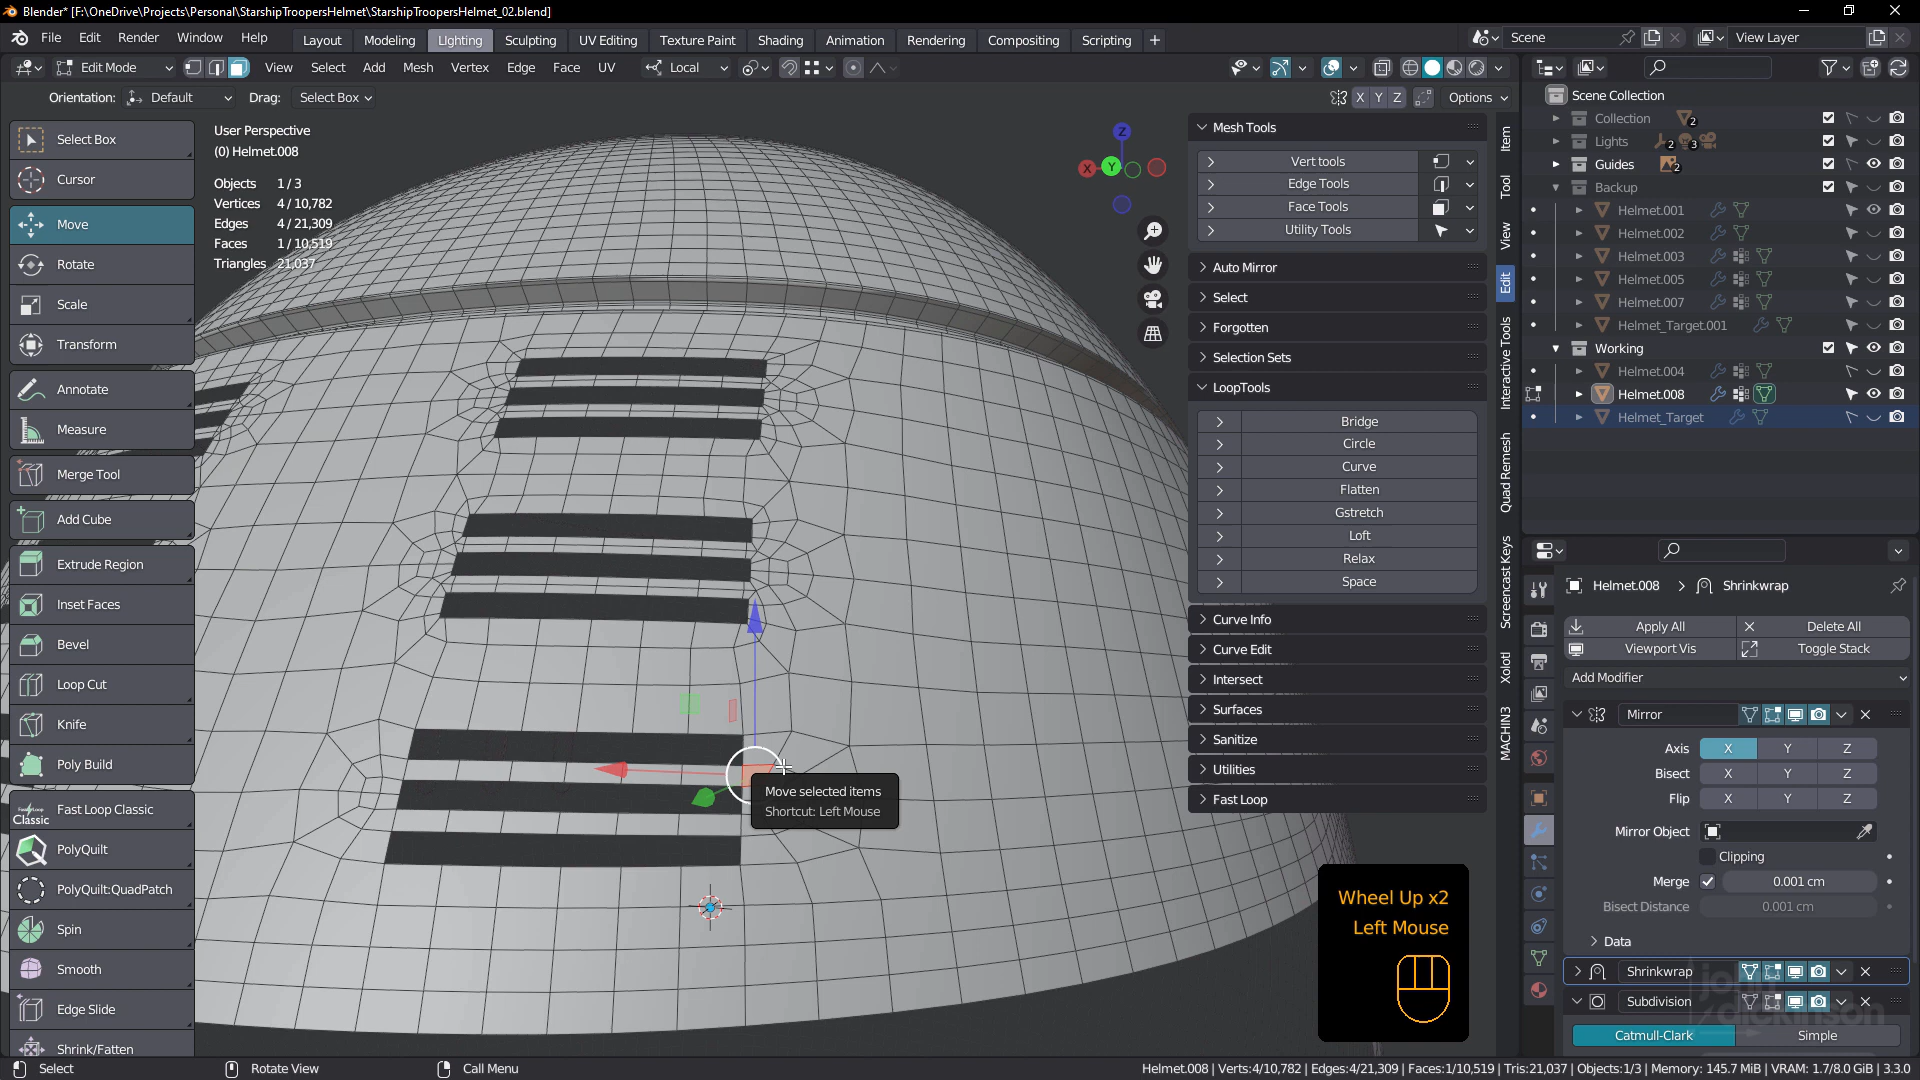 Blender* [F:\OneDrive\Projects\Personal\StarshipTroopersHelmet\StarshipTroopersHelmet_02.blend]
File Edit Render Window Help Layout Modeling Lighting Sculpting UV Editing Texture Paint Shading Animation Rendering Compositing Scripting + Scene View Layer
Edit Mode View Select Add Mesh Vertex Edge Face UV Local
Orientation: Default Drag: Select Box X Y Z Options
Select Box
Cursor
Move
Rotate
Scale
Transform
Annotate
Measure
Merge Tool
Add Cube
Extrude Region
Inset Faces
Bevel
Loop Cut
Knife
Poly Build
Classic
Fast Loop Classic
PolyQuilt
PolyQuilt:QuadPatch
Spin
Smooth
Edge Slide
Shrink/Fatten
User Perspective
(0) Helmet.008
Objects 1 / 3
Vertices 4 / 10,782
Edges 4 / 21,309
Faces 1 / 10,519
Triangles 21,037
Z
X
Y
Move selected items
Shortcut: Left Mouse
Wheel Up x2
Left Mouse
Mesh Tools
Vert tools
Edge Tools
Face Tools
Utility Tools
Auto Mirror
Select
Forgotten
Selection Sets
LoopTools
Bridge
Circle
Curve
Flatten
Gstretch
Loft
Relax
Space
Curve Info
Curve Edit
Intersect
Surfaces
Sanitize
Utilities
Fast Loop
Item
Tool
View
Edit
Interactive Tools
Quad Remesh
Screencast Keys
Xolotl
MACHIN3
Scene Collection
Collection 2
Lights 2 3
Guides 2
Backup
Helmet.001
Helmet.002
Helmet.003
Helmet.005
Helmet.007
Helmet_Target.001
Working
Helmet.004
Helmet.008
Helmet_Target
Helmet.008 > Shrinkwrap
Apply All Delete All
Viewport Vis Toggle Stack
Add Modifier
Mirror
Axis X Y Z
Bisect X Y Z
Flip X Y Z
Mirror Object
Clipping
Merge 0.001 cm
Bisect Distance 0.001 cm
Data
Shrinkwrap
Subdivision
Catmull-Clark Simple
john
dickinson
Select Rotate View Call Menu
Helmet.008 | Verts:4/10,782 | Edges:4/21,309 | Faces:1/10,519 | Tris:21,037 | Objects:1/3 | Memory: 145.7 MiB | VRAM: 1.7/8.0 GiB | 3.3.0